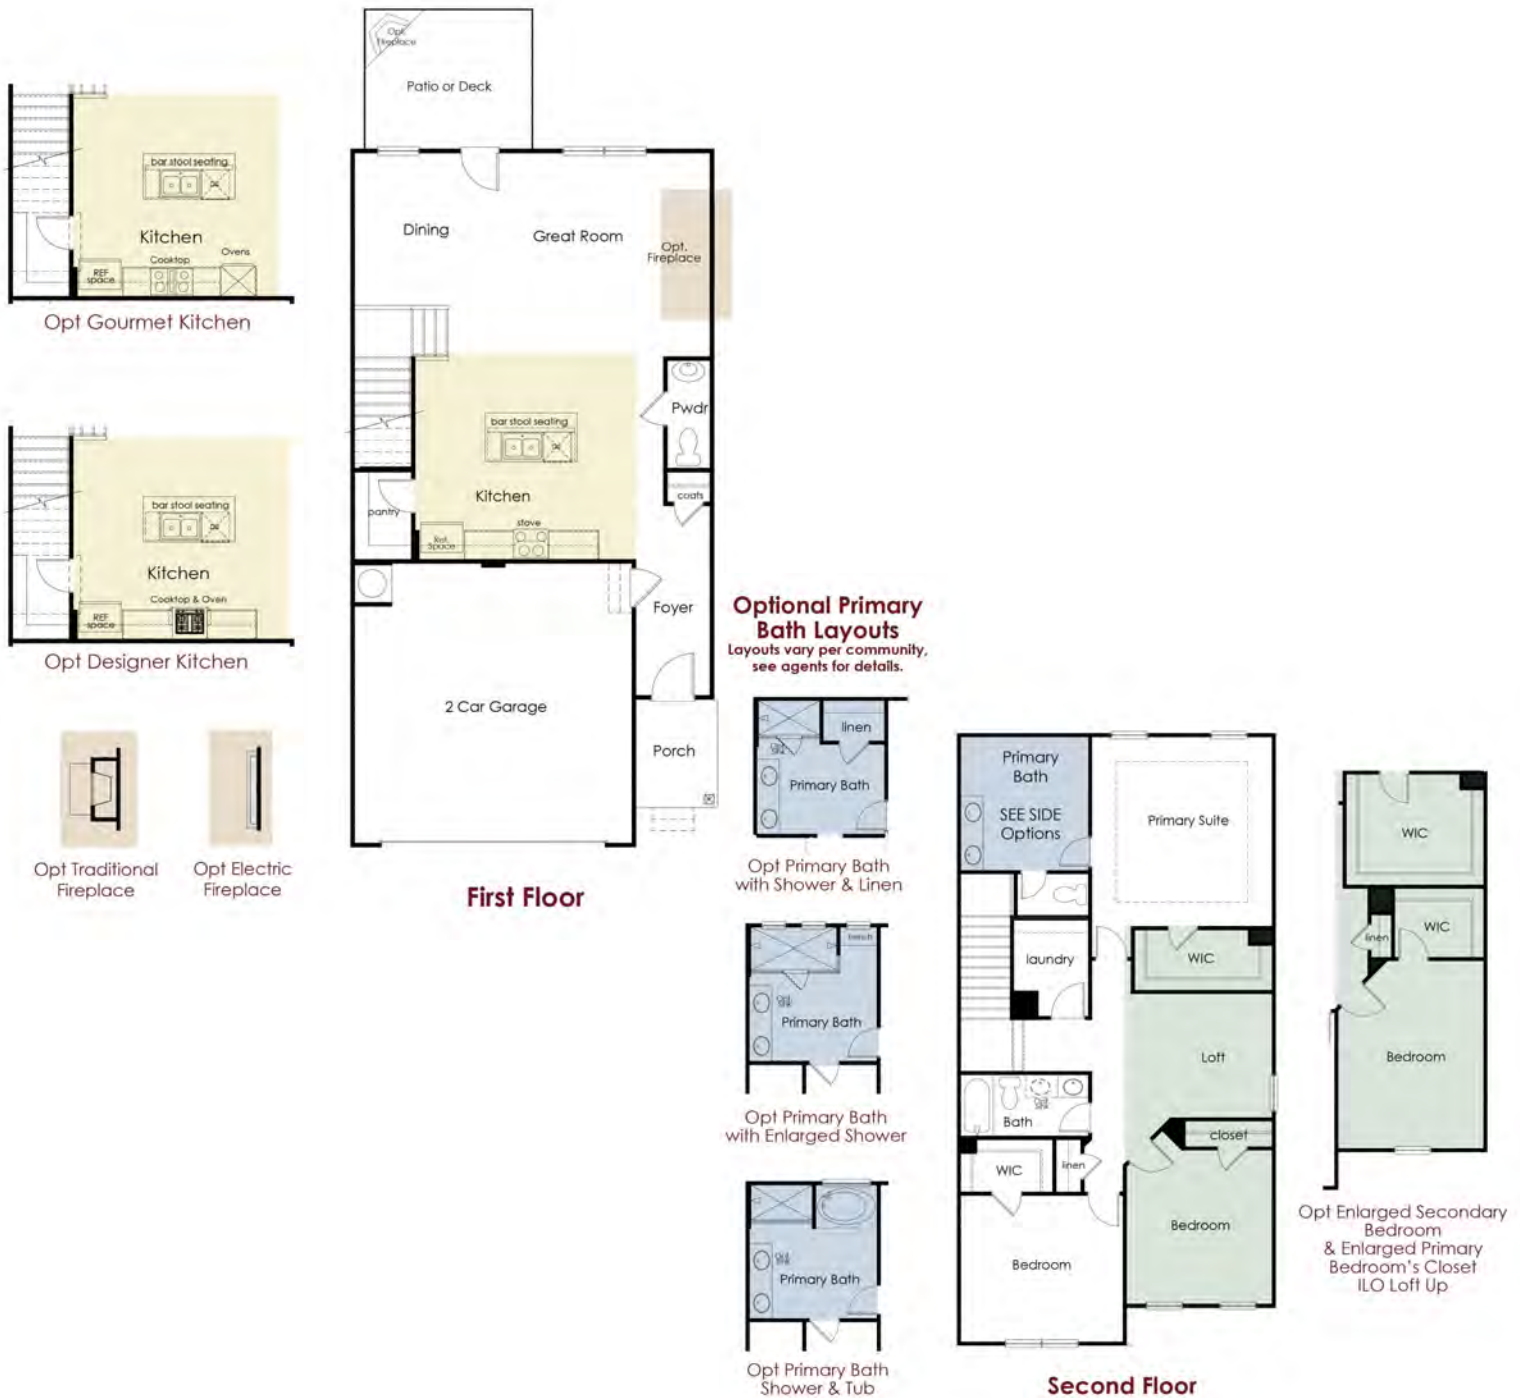 Opt.
Fireplace
Patio or Deck
bar stool seating
Kitchen
Cooktop
Ovens
REF
space
Opt Gourmet Kitchen
bar stool seating
Kitchen
Cooktop & Oven
REF
space
Opt Designer Kitchen
Opt Traditional
Fireplace
Opt Electric
Fireplace
Dining
Great Room
Opt.
Fireplace
Pwdr
bar stool seating
Kitchen
coats
pantry
stove
Ref.
Space
Foyer
2 Car Garage
Porch
First Floor
Optional Primary
Bath Layouts
Layouts vary per community,
see agents for details.
linen
Primary Bath
Opt Primary Bath
with Shower & Linen
bench
Primary Bath
Opt Primary Bath
with Enlarged Shower
Primary Bath
Opt Primary Bath
Shower & Tub
Primary
Bath
SEE SIDE
Options
Primary Suite
laundry
WIC
Loft
Bath
closet
WIC
linen
Bedroom
Bedroom
Second Floor
WIC
linen
WIC
Bedroom
Opt Enlarged Secondary
Bedroom
& Enlarged Primary
Bedroom's Closet
ILO Loft Up